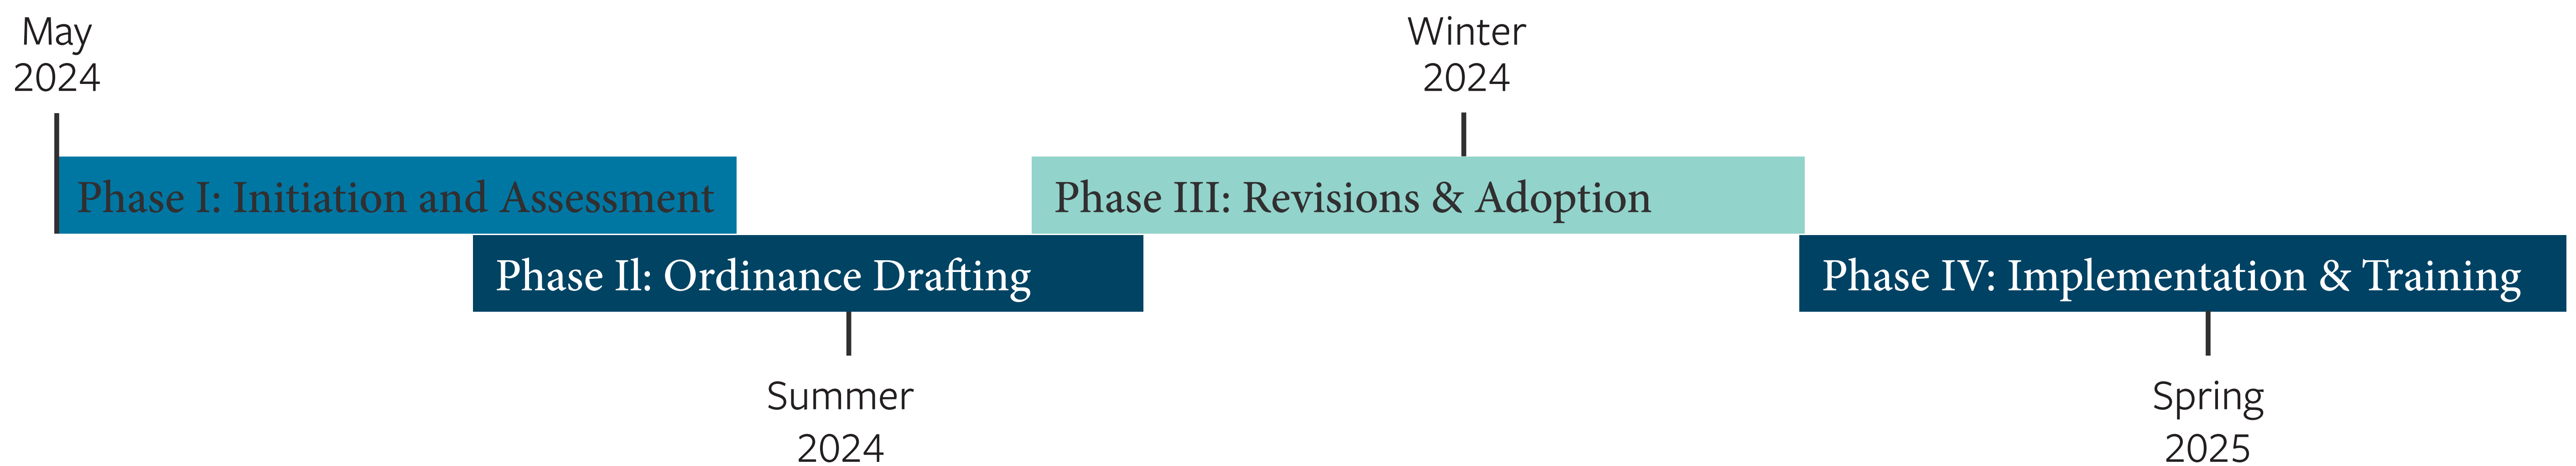 May
2024
Winter
2024
Phase I: Initiation and Assessment
Phase III: Revisions & Adoption
Phase Il: Ordinance Drafting
Phase IV: Implementation & Training
Summer
2024
Spring
2025